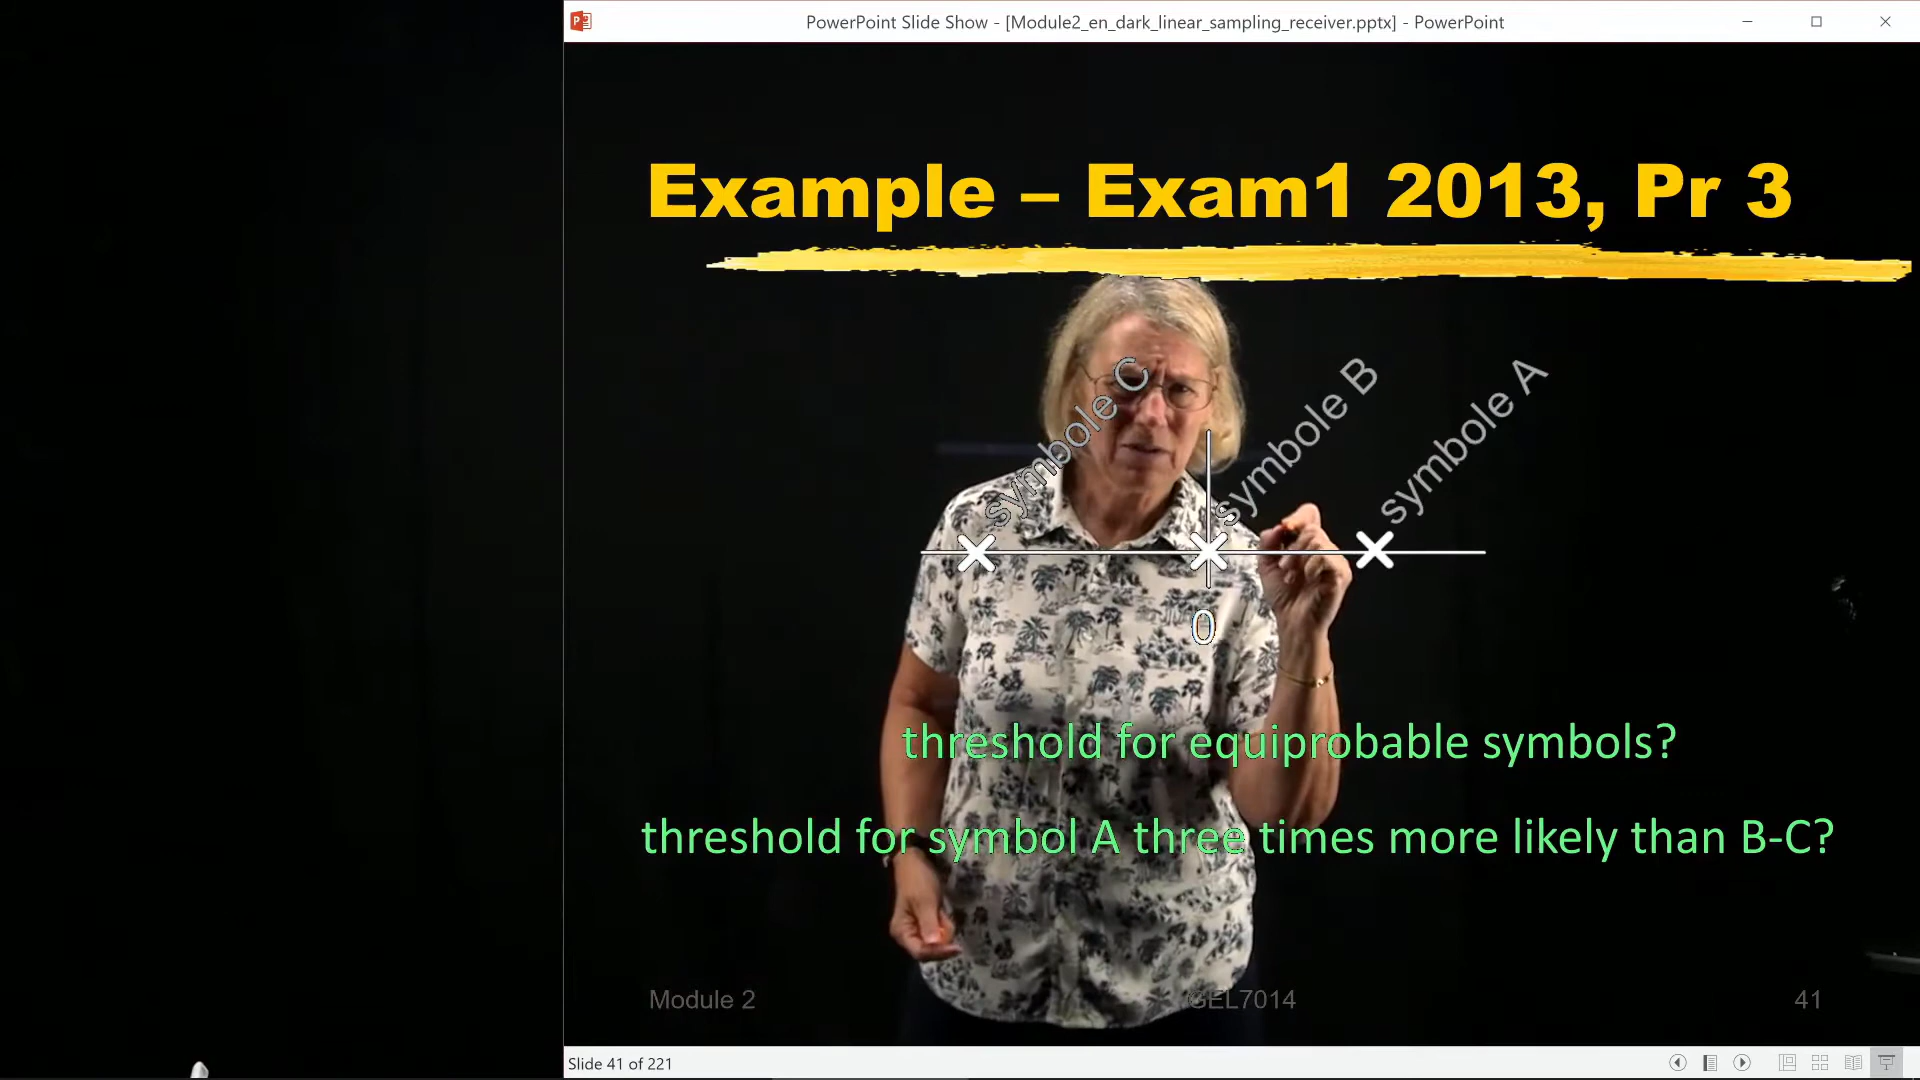 PowerPoint Slide Show - [Module2_en_dark_linear_sampling_receiver.pptx] - PowerPoint
Example – Exam1 2013, Pr 3
symbole C
symbole B
symbole A
0
threshold for equiprobable symbols?
threshold for symbol A three times more likely than B-C?
Module 2
GEL7014
41
Slide 41 of 221